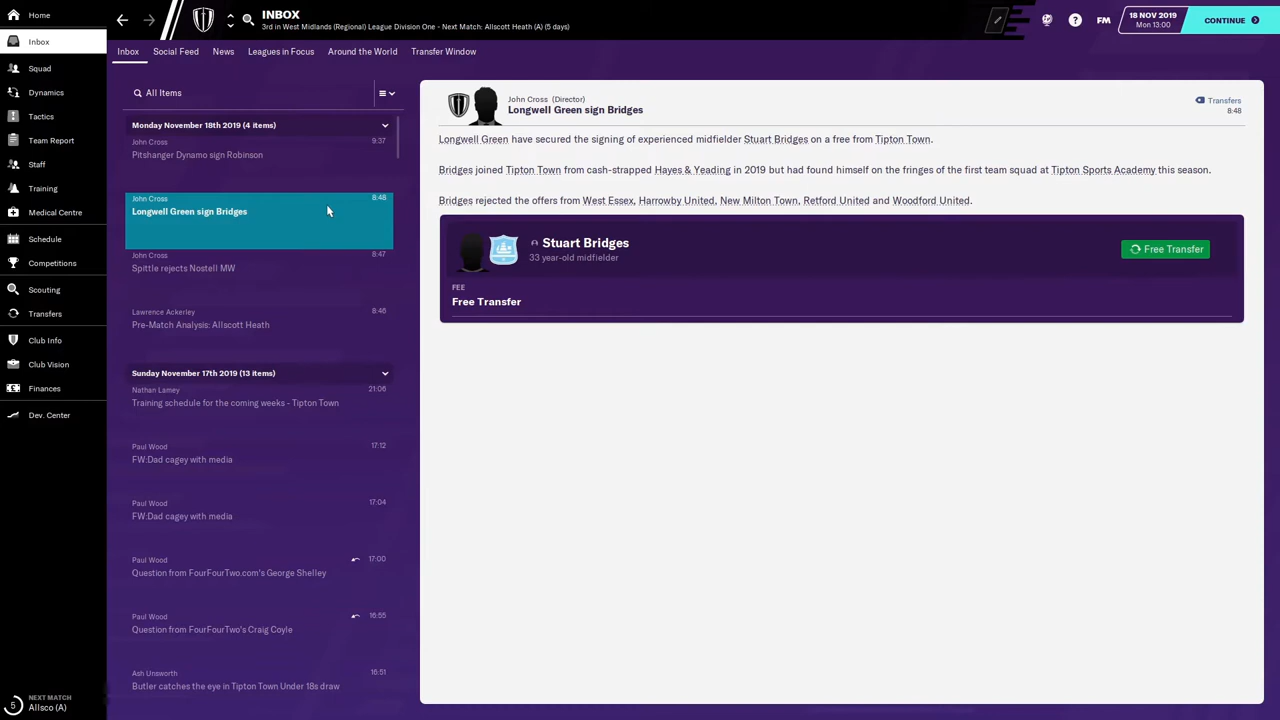 Home
INBOX
3rd in West Midlands (Regional) League Division One - Next Match: Allscott Heath (A) (5 days)
FM
18 NOV 2019
Mon 13:00
CONTINUE
Inbox
Squad
Dynamics
Tactics
Team Report
Staff
Training
Medical Centre
Schedule
Competitions
Scouting
Transfers
Club Info
Club Vision
Finances
Dev. Center
5
NEXT MATCH
Allsco (A)
Inbox Social Feed News Leagues in Focus Around the World Transfer Window
All Items
Monday November 18th 2019 (4 items)
John Cross 9:37
Pitshanger Dynamo sign Robinson
John Cross 8:48
Longwell Green sign Bridges
John Cross 8:47
Spittle rejects Nostell MW
Lawrence Ackerley 8:46
Pre-Match Analysis: Allscott Heath
Sunday November 17th 2019 (13 items)
Nathan Lamey 21:06
Training schedule for the coming weeks - Tipton Town
Paul Wood 17:12
FW:Dad cagey with media
Paul Wood 17:04
FW:Dad cagey with media
Paul Wood 17:00
Question from FourFourTwo.com's George Shelley
Paul Wood 16:55
Question from FourFourTwo's Craig Coyle
Ash Unsworth 16:51
Butler catches the eye in Tipton Town Under 18s draw
John Cross (Director)
Longwell Green sign Bridges
Transfers
8:48
Longwell Green have secured the signing of experienced midfielder Stuart Bridges on a free from Tipton Town.
Bridges joined Tipton Town from cash-strapped Hayes & Yeading in 2019 but had found himself on the fringes of the first team squad at Tipton Sports Academy this season.
Bridges rejected the offers from West Essex, Harrowby United, New Milton Town, Retford United and Woodford United.
Stuart Bridges
33 year-old midfielder
Free Transfer
FEE
Free Transfer